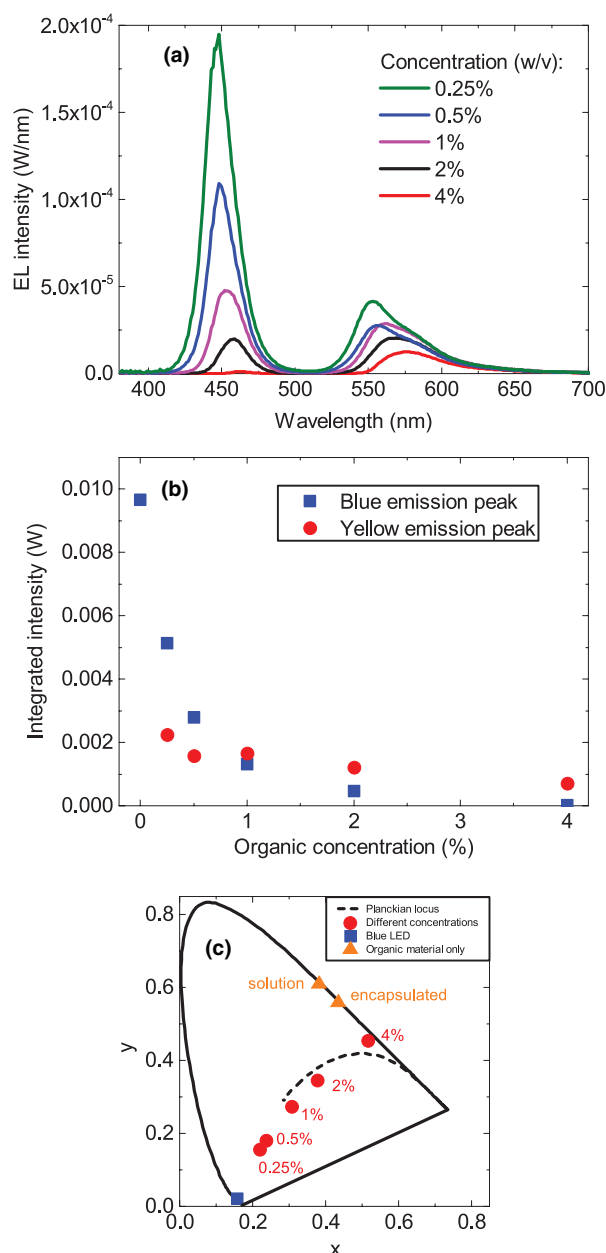 (a)
Concentration (w/v):
0.25%
0.5%
1%
2%
4%
EL intensity (W/nm)
2.0x10-4
1.5x10-4
1.0x10-4
5.0x10-5
0.0
400 450 500 550 600 650 700
Wavelength (nm)
(b)
Blue emission peak
Yellow emission peak
Integrated intensity (W)
0.010
0.008
0.006
0.004
0.002
0.000
0 1 2 3 4
Organic concentration (%)
(c)
Planckian locus
Different concentrations
Blue LED
Organic material only
solution
encapsulated
4%
2%
1%
0.5%
0.25%
y
0.8
0.6
0.4
0.2
0.0
0.0 0.2 0.4 0.6 0.8
x